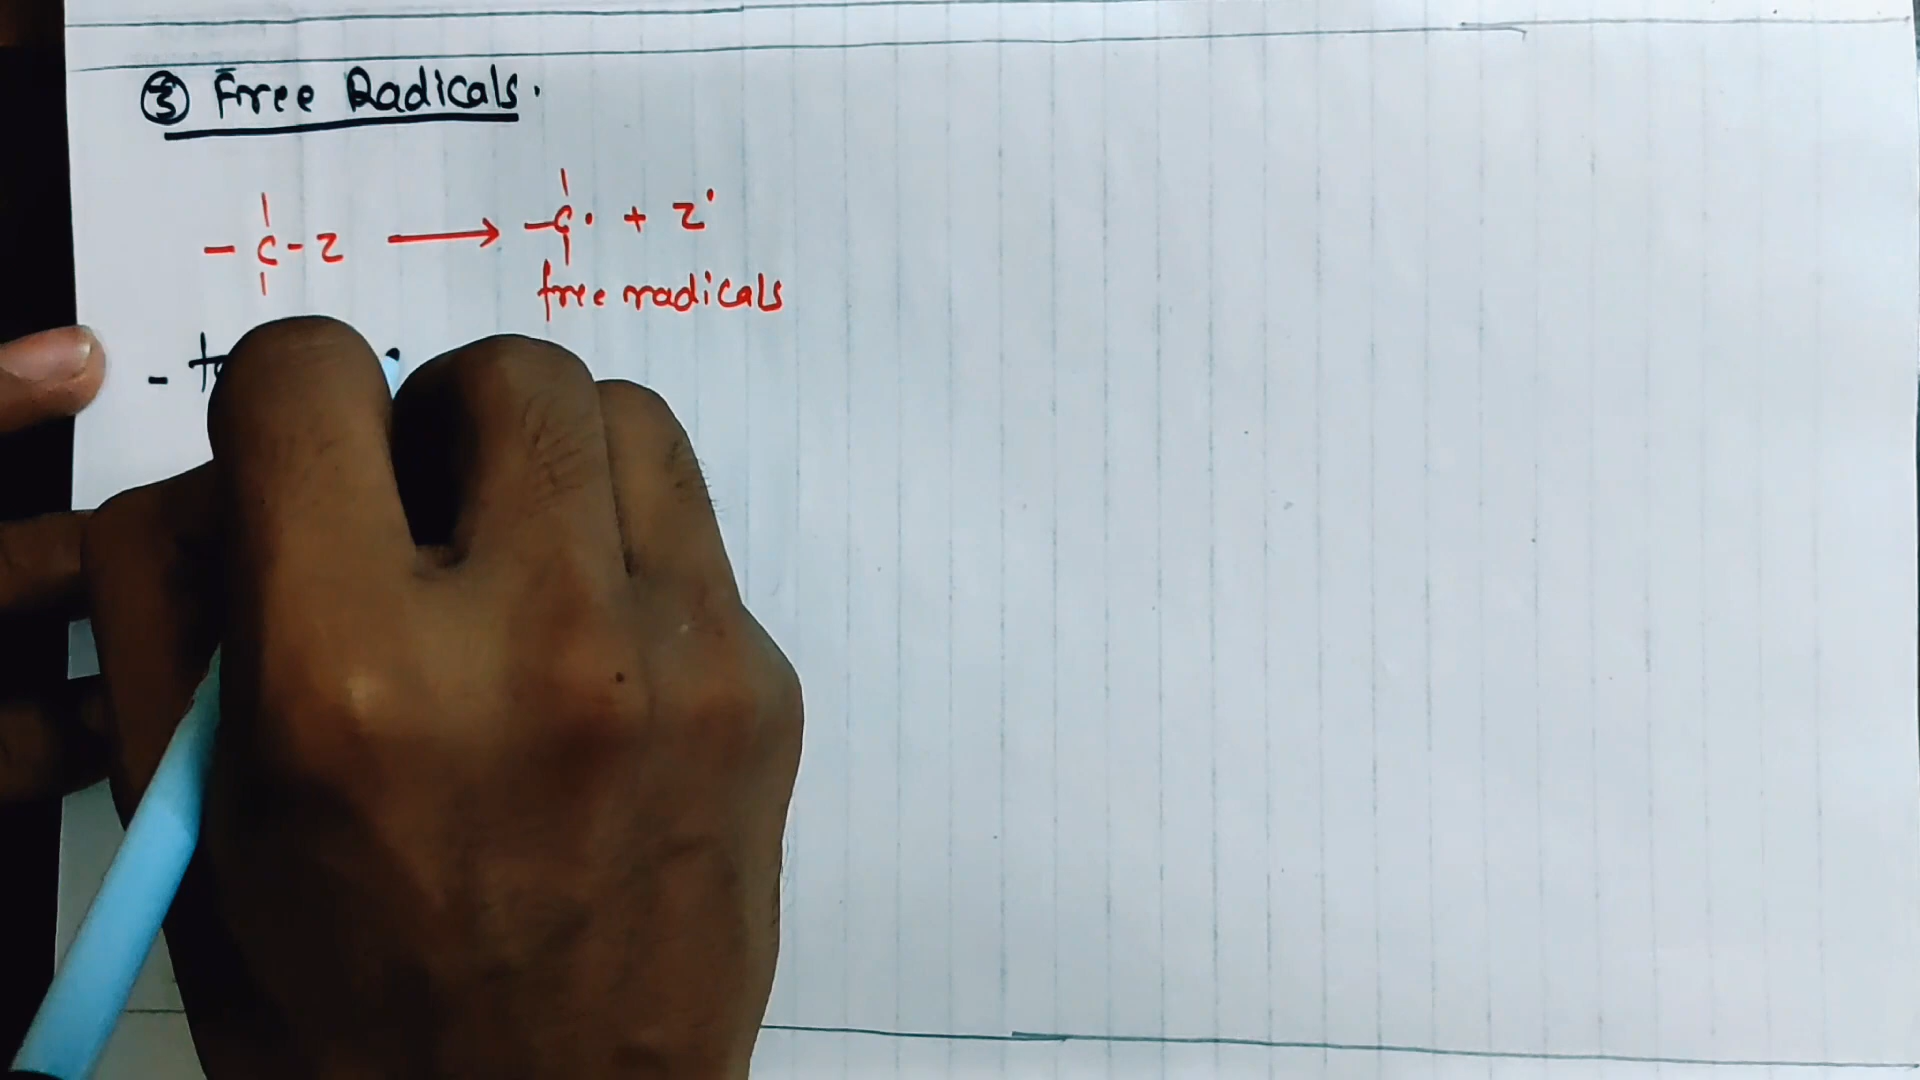 ③ Free Radicals.
- C - Z ⟶ - C · + Z ·
free radicals
-